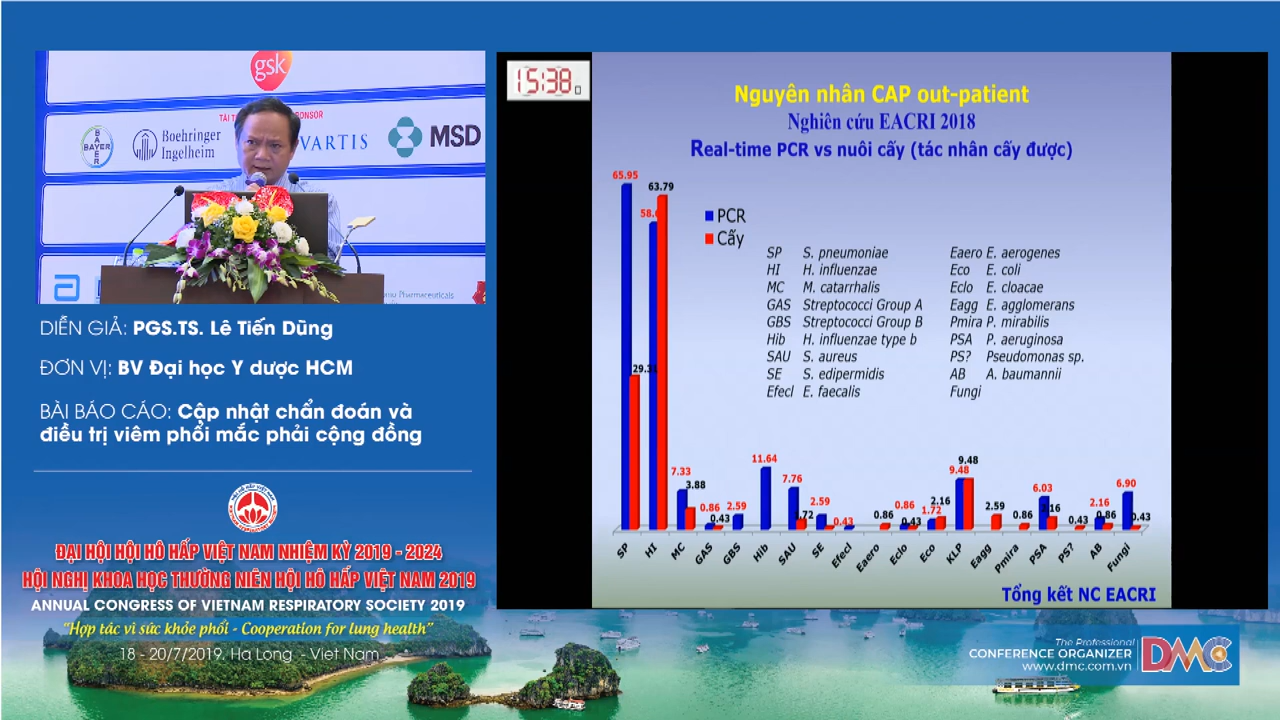 gsk
TÀI T
ONSOR
BAYER
BAYER
Boehringer
Ingelheim
VARTIS
MSD
DIỄN GIẢ: PGS.TS. Lê Tiến Dũng
ĐƠN VỊ: BV Đại học Y dược HCM
BÀI BÁO CÁO: Cập nhật chẩn đoán và
điều trị viêm phổi mắc phải cộng đồng
ĐẠI HỘI HỘI HÔ HẤP VIỆT NAM NHIỆM KỲ 2019 - 2024
HỘI NGHỊ KHOA HỌC THƯỜNG NIÊN HỘI HÔ HẤP VIỆT NAM 2019
ANNUAL CONGRESS OF VIETNAM RESPIRATORY SOCIETY 2019
“Hợp tác vì sức khỏe phổi - Cooperation for lung health”
18 - 20/7/2019. Ha Long - Viet Nam
15:38
Nguyên nhân CAP out-patient
Nghiên cứu EACRI 2018
Real-time PCR vs nuôi cấy (tác nhân cấy được)
PCR
Cấy
SP S. pneumoniae
HI H. influenzae
MC M. catarrhalis
GAS Streptococci Group A
GBS Streptococci Group B
Hib H. influenzae type b
SAU S. aureus
SE S. edipermidis
Efecl E. faecalis
Eaero E. aerogenes
Eco E. coli
Eclo E. cloacae
Eagg E. agglomerans
Pmira P. mirabilis
PSA P. aeruginosa
PS? Pseudomonas sp.
AB A. baumannii
Fungi
65.95 63.79
58.
29.3
7.33 3.88 0.86 0.43 2.59 11.64 7.76 1.72 2.59 0.43 0.86 0.86 0.43 1.72 2.16 9.48 9.48 2.59 0.86 6.03 2.16 0.43 2.16 0.86 6.90 0.43
SP HI MC GAS GBS Hib SAU SE Efecl Eaero Eclo Eco KLP Eagg Pmira PSA PS? AB Fungi
Tổng kết NC EACRI
The Professional
CONFERENCE ORGANIZER
www.dmc.com.vn
DMC